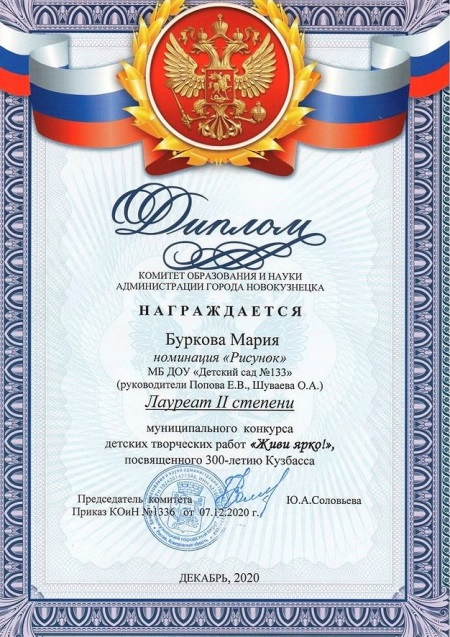 Диплом
КОМИТЕТ ОБРАЗОВАНИЯ И НАУКИ
АДМИНИСТРАЦИИ ГОРОДА НОВОКУЗНЕЦКА
НАГРАЖДАЕТСЯ
Буркова Мария
номинация «Рисунок»
МБ ДОУ «Детский сад №133»
(руководители Попова Е.В., Шуваева О.А.)
Лауреат II степени
муниципального конкурса
детских творческих работ «Живи ярко!»,
посвященного 300-летию Кузбасса
Председатель комитета Ю.А.Соловьева
Приказ КОиН №1336 от 07.12.2020 г.
ДЕКАБРЬ, 2020